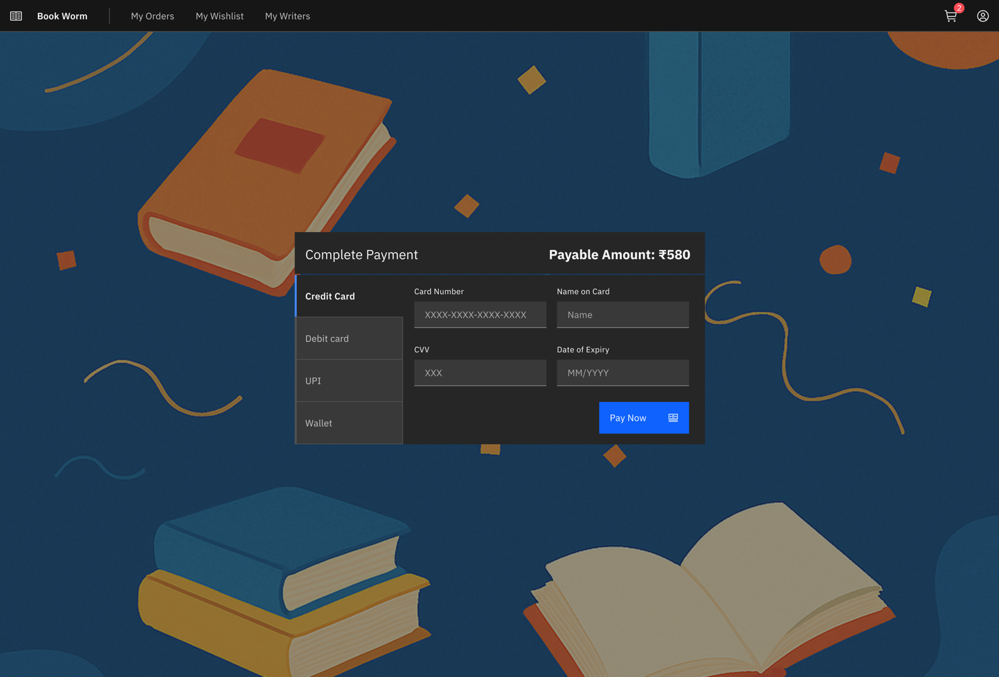 Book Worm
My Orders
My Wishlist
My Writers
2
Complete Payment
Payable Amount: ₹580
Credit Card
Debit card
UPI
Wallet
Card Number
XXXX-XXXX-XXXX-XXXX
Name on Card
Name
CVV
XXX
Date of Expiry
MM/YYYY
Pay Now